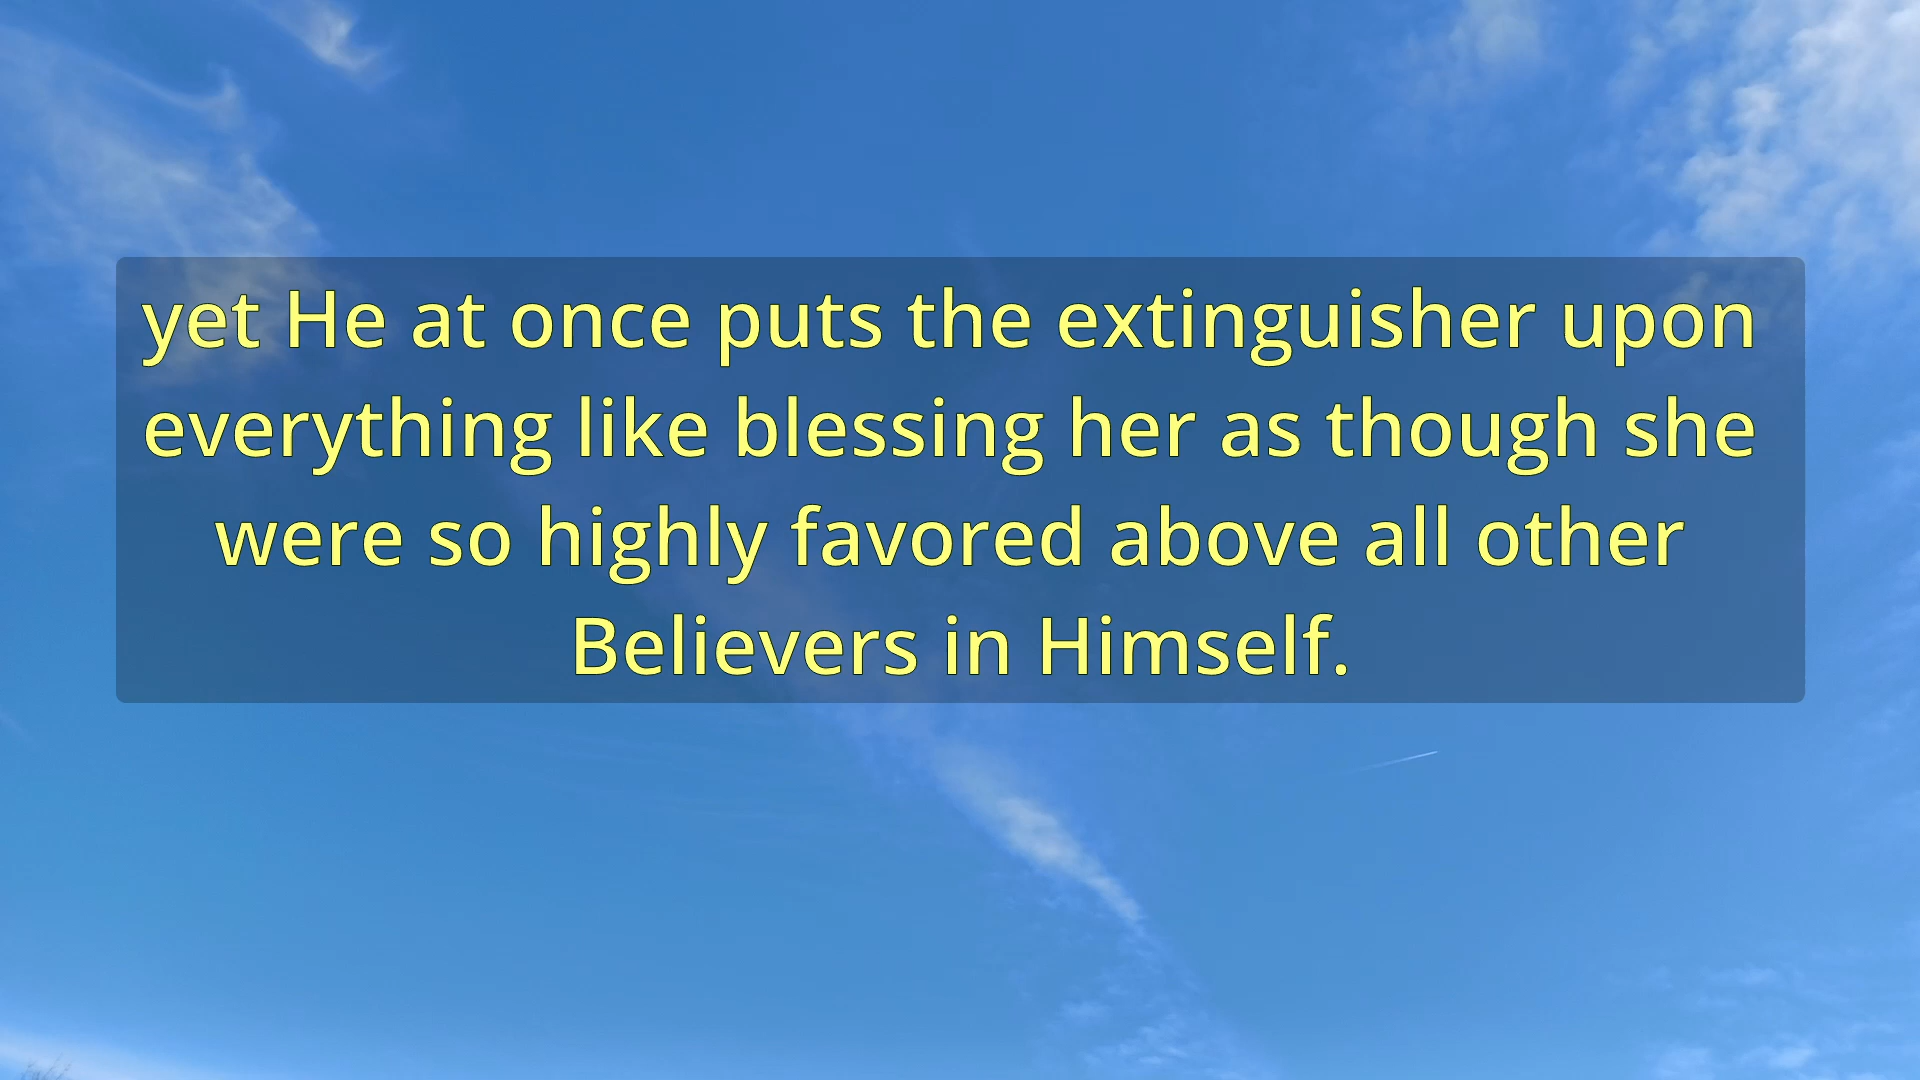 yet He at once puts the extinguisher upon
everything like blessing her as though she
were so highly favored above all other
Believers in Himself.